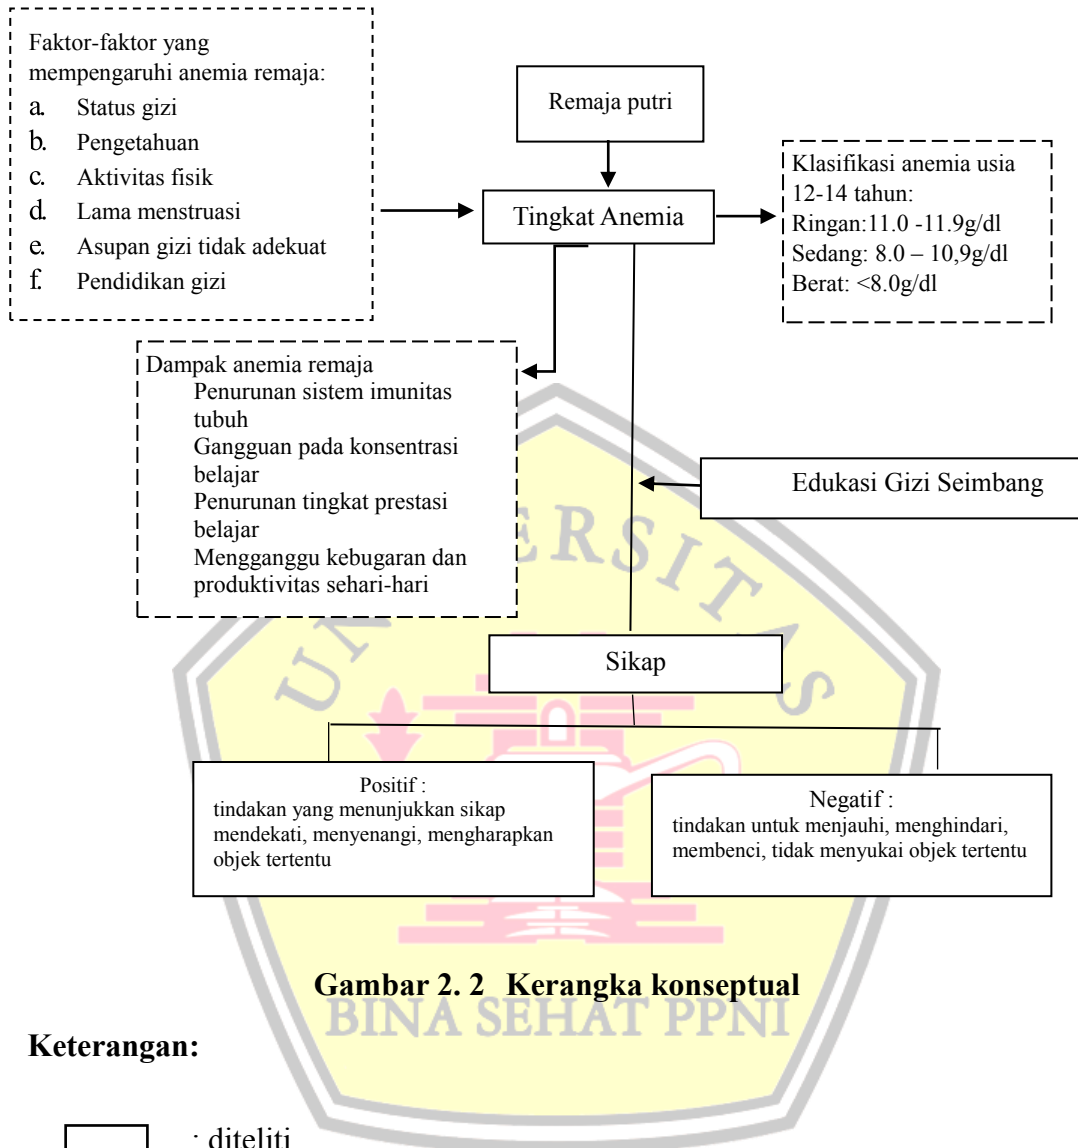 Faktor-faktor yang
mempengaruhi anemia remaja:
a. Status gizi
b. Pengetahuan
c. Aktivitas fisik
d. Lama menstruasi
e. Asupan gizi tidak adekuat
f. Pendidikan gizi
Remaja putri
Tingkat Anemia
Klasifikasi anemia usia
12-14 tahun:
Ringan:11.0 -11.9g/dl
Sedang: 8.0 – 10,9g/dl
Berat: <8.0g/dl
Dampak anemia remaja
Penurunan sistem imunitas
tubuh
Gangguan pada konsentrasi
belajar
Penurunan tingkat prestasi
belajar
Mengganggu kebugaran dan
produktivitas sehari-hari
Edukasi Gizi Seimbang
Sikap
Positif :
tindakan yang menunjukkan sikap
mendekati, menyenangi, mengharapkan
objek tertentu
Negatif :
tindakan untuk menjauhi, menghindari,
membenci, tidak menyukai objek tertentu
Gambar 2. 2 Kerangka konseptual
BINA SEHAT PPNI
Keterangan:
: diteliti